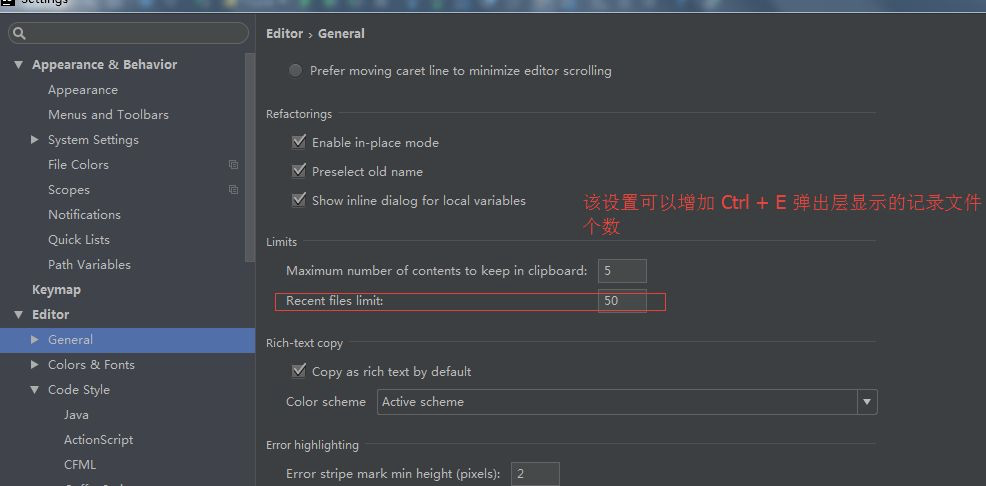 Settings
Editor › General
Appearance & Behavior
Prefer moving caret line to minimize editor scrolling
Appearance
Menus and Toolbars
Refactorings
System Settings
Enable in-place mode
File Colors
Preselect old name
Scopes
Show inline dialog for local variables
该设置可以增加 Ctrl + E 弹出层显示的记录文件
个数
Notifications
Quick Lists
Limits
Path Variables
Maximum number of contents to keep in clipboard: 5
Keymap
Recent files limit: 50
Editor
General
Rich-text copy
Colors & Fonts
Copy as rich text by default
Code Style
Color scheme Active scheme
Java
ActionScript
Error highlighting
CFML
Error stripe mark min height (pixels): 2